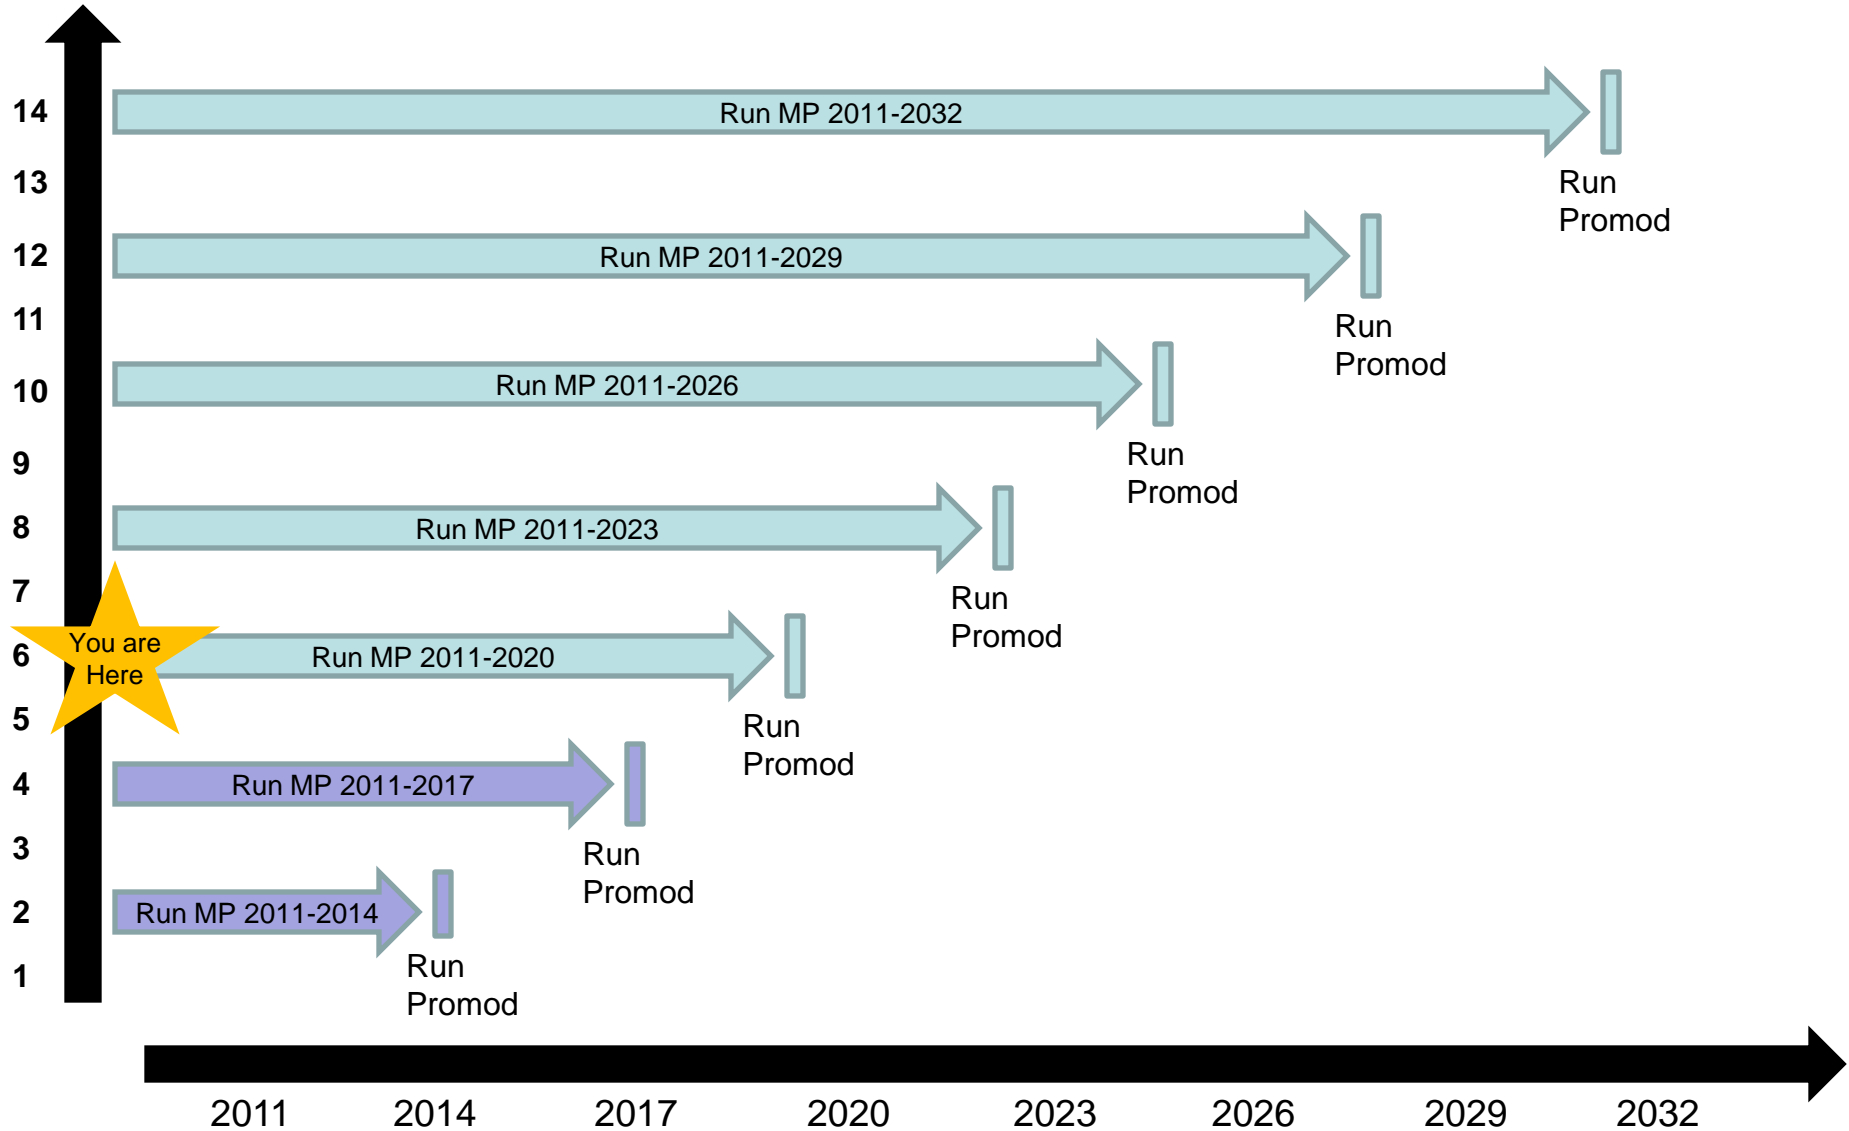 14
Run MP 2011-2032
13
Run
Promod
12
Run MP 2011-2029
11
Run
Promod
10
Run MP 2011-2026
9
Run
Promod
8
Run MP 2011-2023
7
Run
Promod
You are
Here
6
Run MP 2011-2020
5
Run
Promod
4
Run MP 2011-2017
3
Run
Promod
2
Run MP 2011-2014
1
Run
Promod
2011 2014 2017 2020 2023 2026 2029 2032